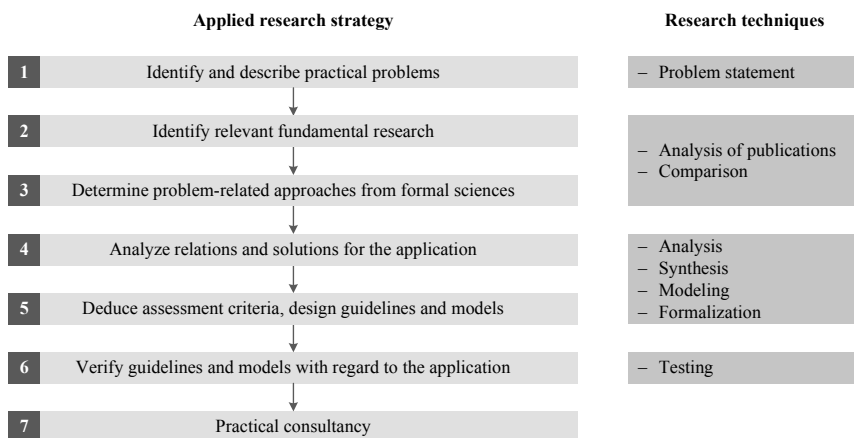 Applied research strategy
Research techniques
1 Identify and describe practical problems
– Problem statement
2 Identify relevant fundamental research
– Analysis of publications
– Comparison
3 Determine problem-related approaches from formal sciences
4 Analyze relations and solutions for the application
– Analysis
– Synthesis
– Modeling
– Formalization
5 Deduce assessment criteria, design guidelines and models
6 Verify guidelines and models with regard to the application
– Testing
7 Practical consultancy